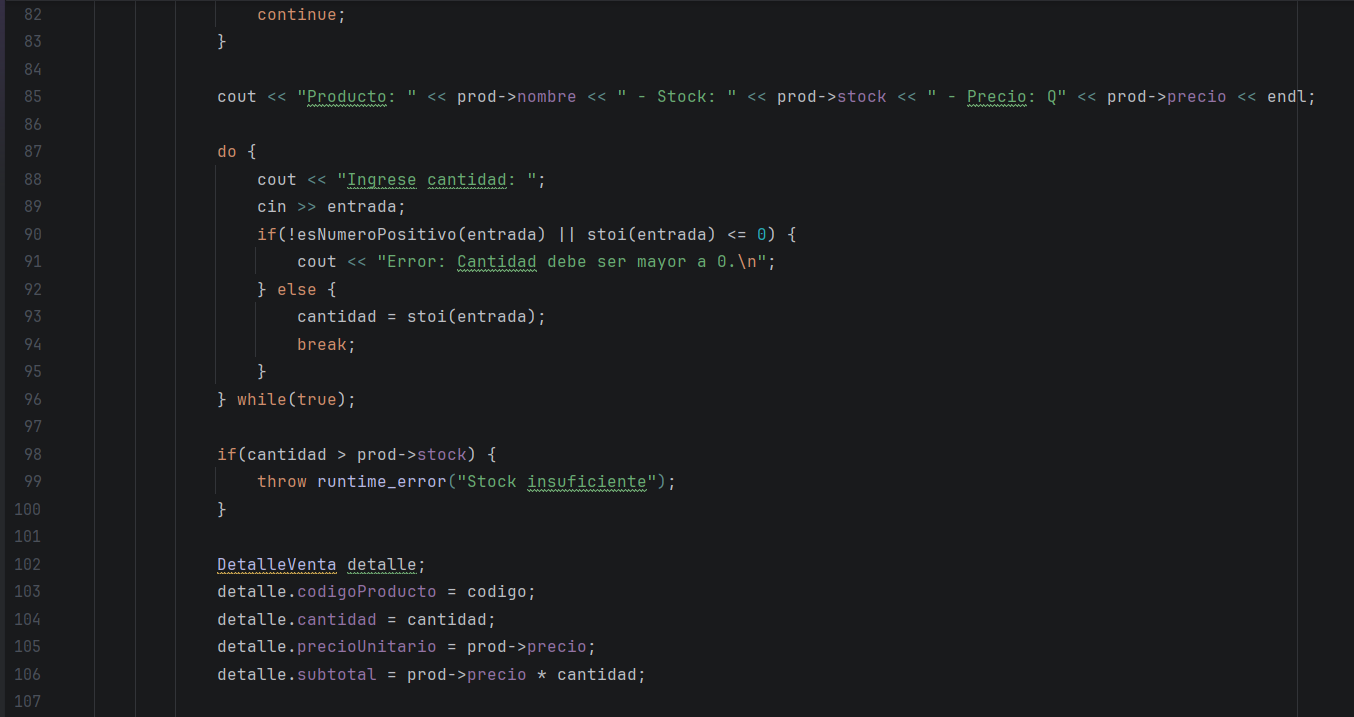 82 continue;
83 }
84
85 cout << "Producto: " << prod->nombre << " - Stock: " << prod->stock << " - Precio: Q" << prod->precio << endl;
86
87 do {
88 cout << "Ingrese cantidad: ";
89 cin >> entrada;
90 if(!esNumeroPositivo(entrada) || stoi(entrada) <= 0) {
91 cout << "Error: Cantidad debe ser mayor a 0.\n";
92 } else {
93 cantidad = stoi(entrada);
94 break;
95 }
96 } while(true);
97
98 if(cantidad > prod->stock) {
99 throw runtime_error("Stock insuficiente");
100 }
101
102 DetalleVenta detalle;
103 detalle.codigoProducto = codigo;
104 detalle.cantidad = cantidad;
105 detalle.precioUnitario = prod->precio;
106 detalle.subtotal = prod->precio * cantidad;
107